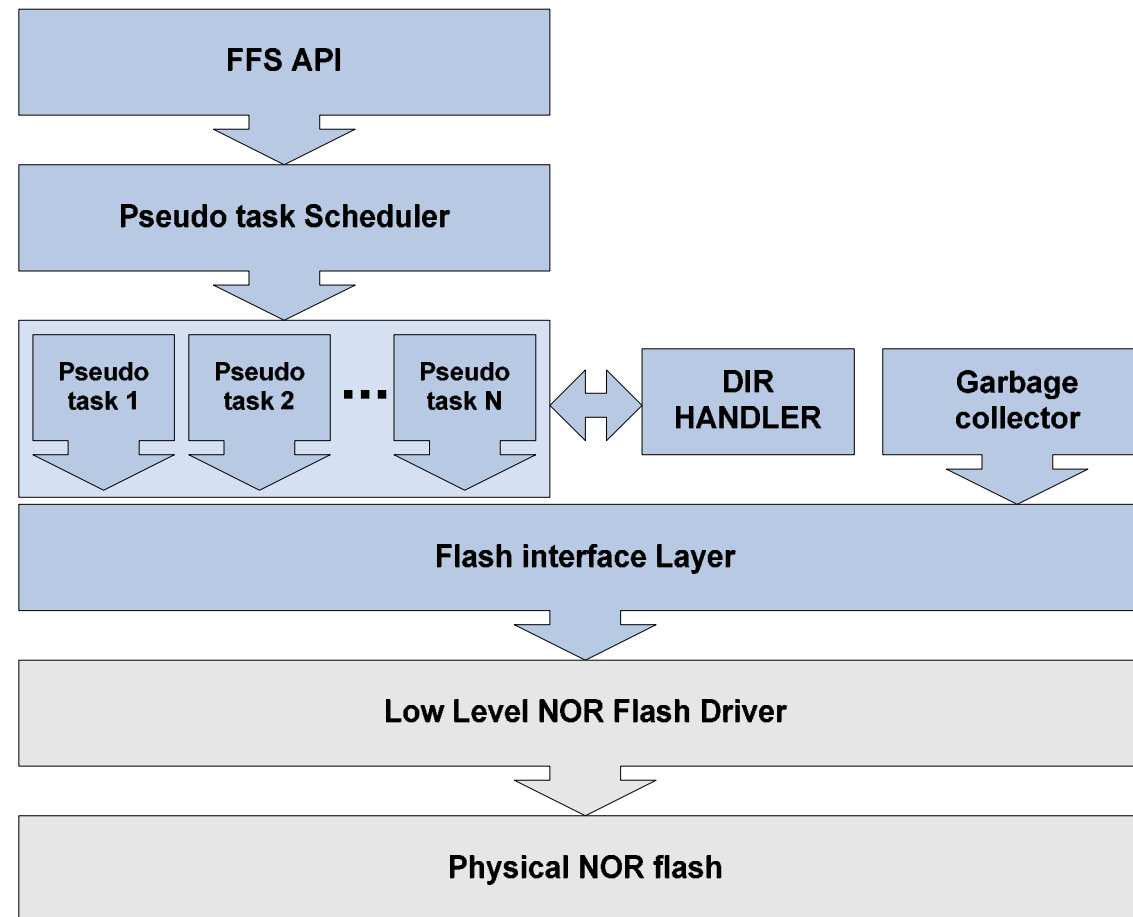 FFS API
Pseudo task Scheduler
Pseudo
task 1
Pseudo
task 2
...
Pseudo
task N
DIR
HANDLER
Garbage
collector
Flash interface Layer
Low Level NOR Flash Driver
Physical NOR flash